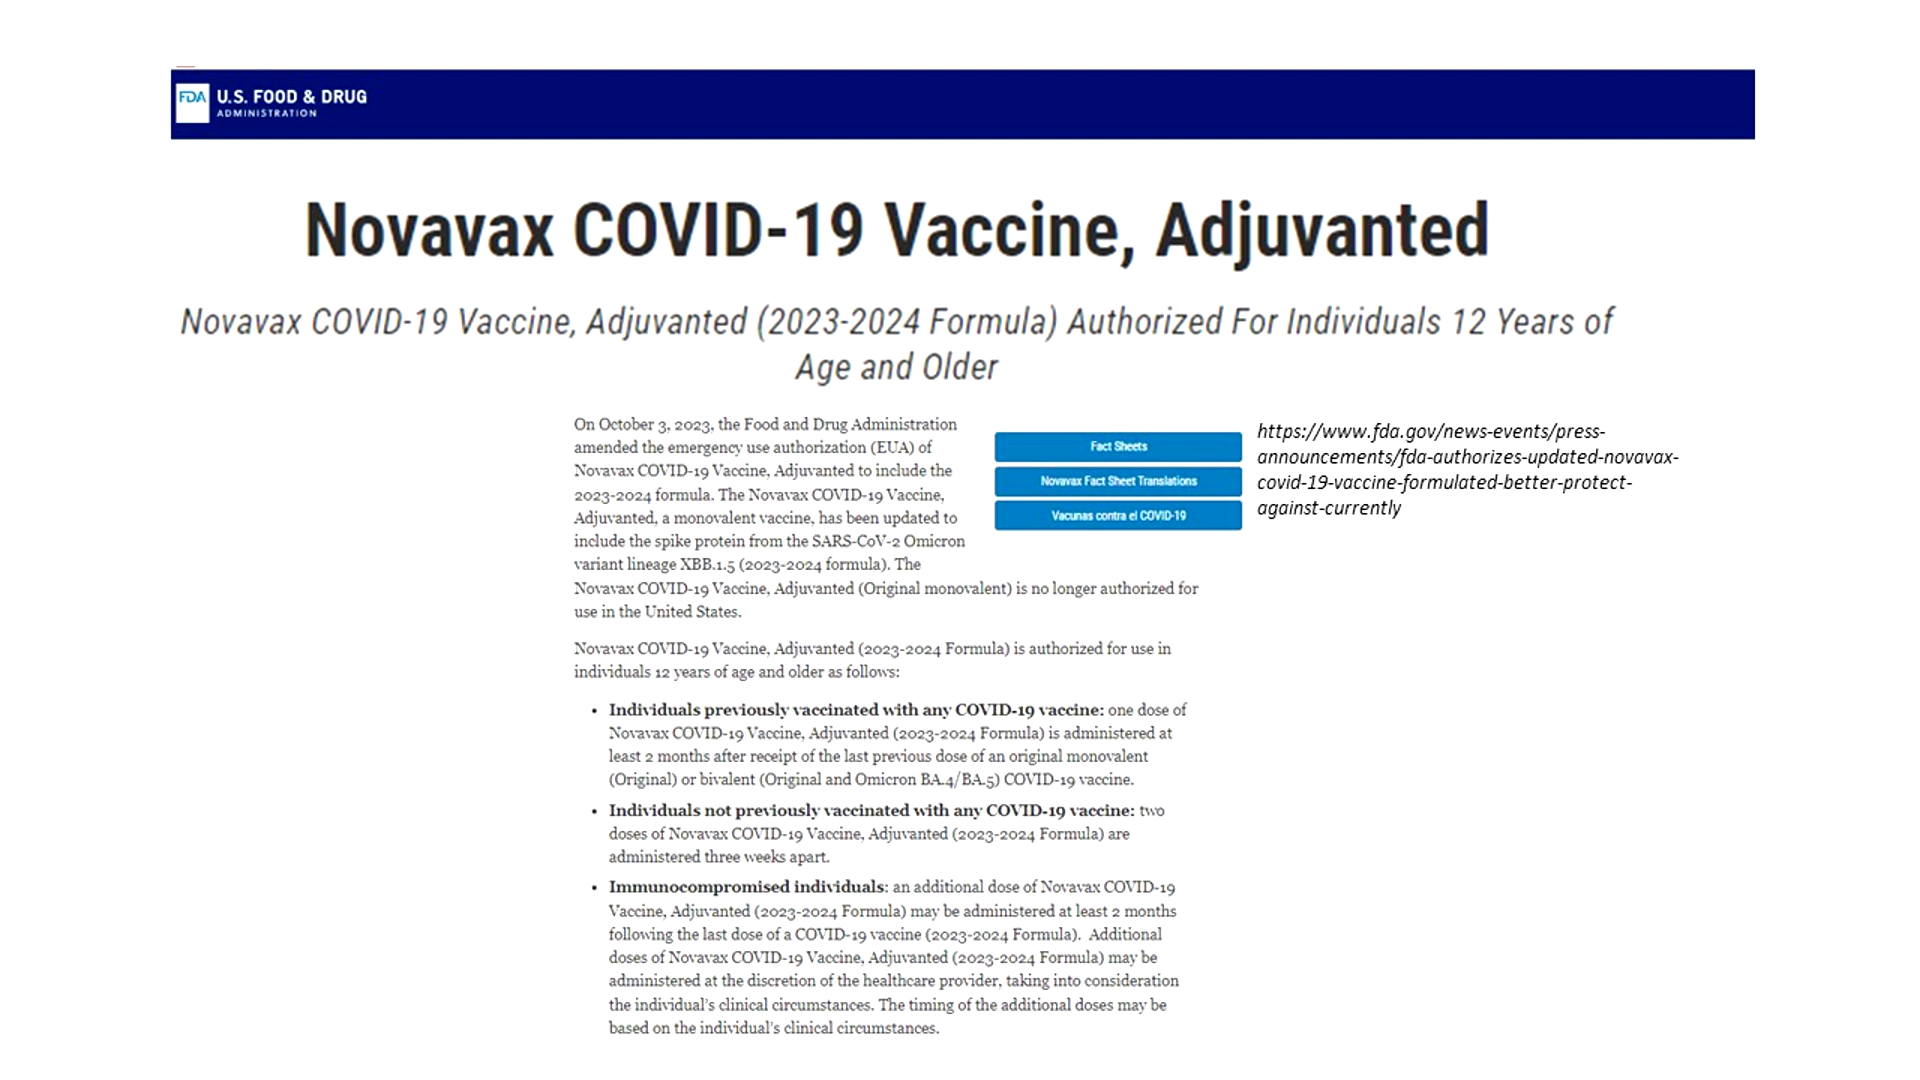 FDA U.S. FOOD & DRUG
ADMINISTRATION
Novavax COVID-19 Vaccine, Adjuvanted
Novavax COVID-19 Vaccine, Adjuvanted (2023-2024 Formula) Authorized For Individuals 12 Years of
Age and Older
On October 3, 2023, the Food and Drug Administration
amended the emergency use authorization (EUA) of
Novavax COVID-19 Vaccine, Adjuvanted to include the
2023-2024 formula. The Novavax COVID-19 Vaccine,
Adjuvanted, a monovalent vaccine, has been updated to
include the spike protein from the SARS-CoV-2 Omicron
variant lineage XBB.1.5 (2023-2024 formula). The
Novavax COVID-19 Vaccine, Adjuvanted (Original monovalent) is no longer authorized for
use in the United States.
Fact Sheets
Novavax Fact Sheet Translations
Vacunas contra el COVID-19
https://www.fda.gov/news-events/press-
announcements/fda-authorizes-updated-novavax-
covid-19-vaccine-formulated-better-protect-
against-currently
Novavax COVID-19 Vaccine, Adjuvanted (2023-2024 Formula) is authorized for use in
individuals 12 years of age and older as follows:
• Individuals previously vaccinated with any COVID-19 vaccine: one dose of
Novavax COVID-19 Vaccine, Adjuvanted (2023-2024 Formula) is administered at
least 2 months after receipt of the last previous dose of an original monovalent
(Original) or bivalent (Original and Omicron BA.4/BA.5) COVID-19 vaccine.
• Individuals not previously vaccinated with any COVID-19 vaccine: two
doses of Novavax COVID-19 Vaccine, Adjuvanted (2023-2024 Formula) are
administered three weeks apart.
• Immunocompromised individuals: an additional dose of Novavax COVID-19
Vaccine, Adjuvanted (2023-2024 Formula) may be administered at least 2 months
following the last dose of a COVID-19 vaccine (2023-2024 Formula). Additional
doses of Novavax COVID-19 Vaccine, Adjuvanted (2023-2024 Formula) may be
administered at the discretion of the healthcare provider, taking into consideration
the individual's clinical circumstances. The timing of the additional doses may be
based on the individual's clinical circumstances.